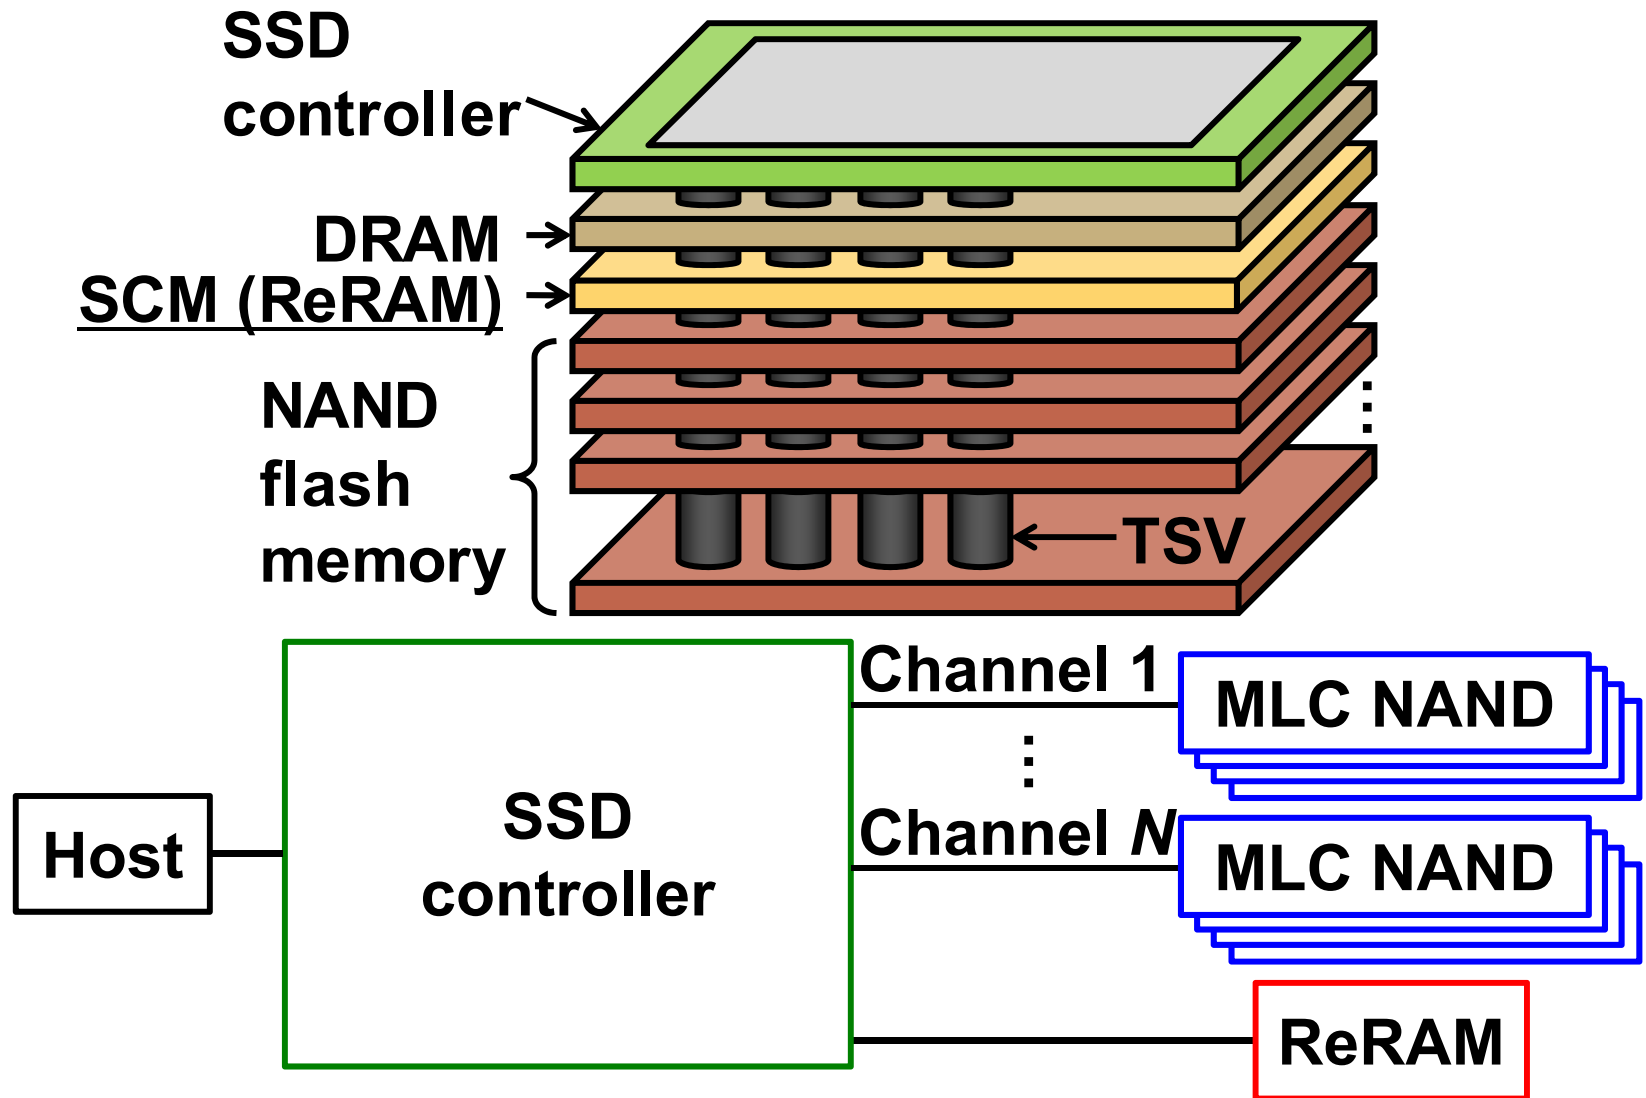 SSD
controller
DRAM
SCM (ReRAM)
NAND
flash
memory
TSV
Channel 1
MLC NAND
Host
SSD
controller
Channel N
MLC NAND
ReRAM